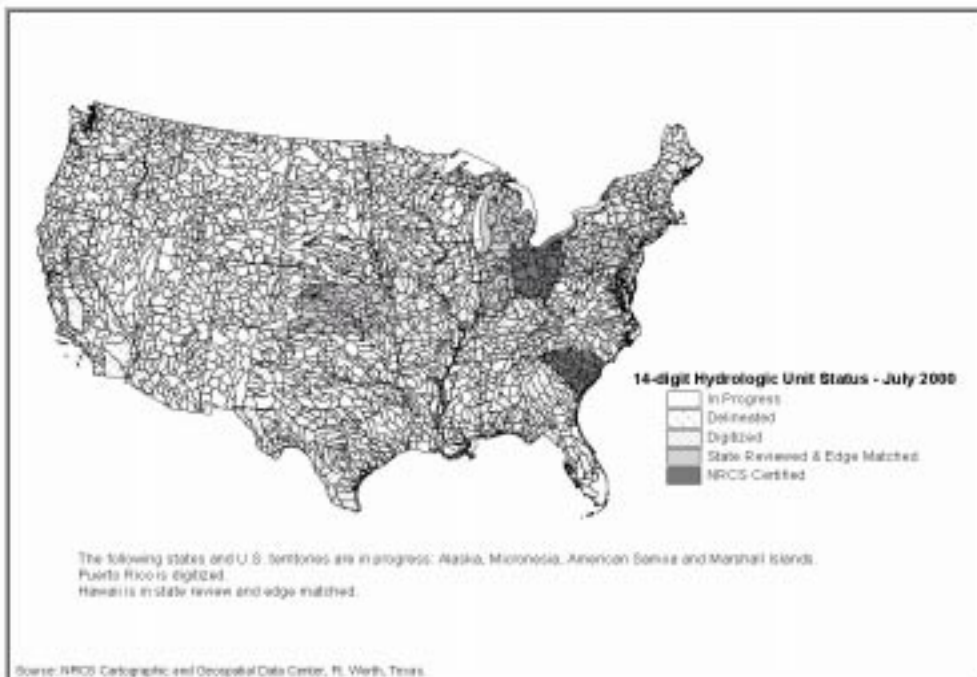 14-digit Hydrologic Unit Status - July 2000
In Progress
Delineated
Digitized
State Reviewed & Edge Matched
NRCS Certified
The following states and U.S. territories are in progress: Alaska, Micronesia, American Samoa and Marshall Islands.
Puerto Rico is digitized.
Hawaii is in state review and edge matched.
Source: NRCS Cartographic and Geospatial Data Center, Ft. Worth, Texas.